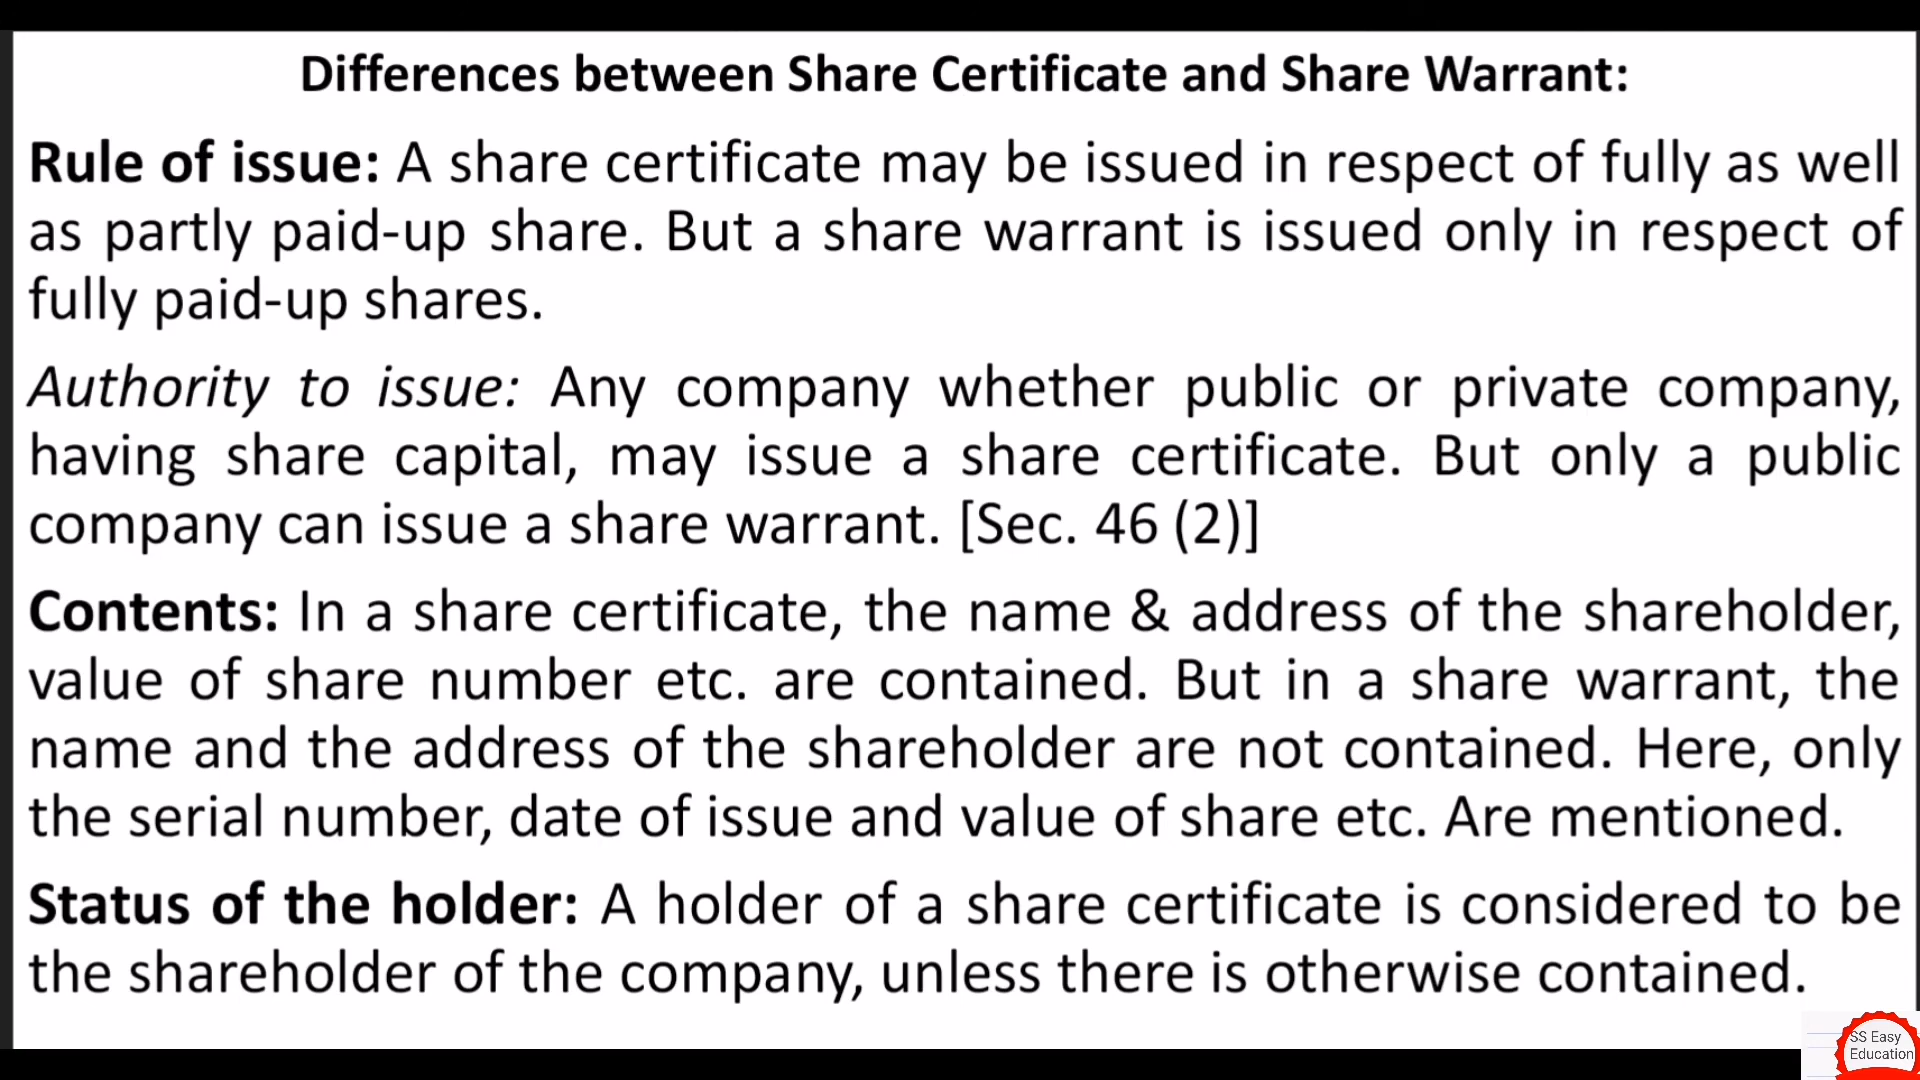 Differences between Share Certificate and Share Warrant:
Rule of issue: A share certificate may be issued in respect of fully as well
as partly paid-up share. But a share warrant is issued only in respect of
fully paid-up shares.
Authority to issue: Any company whether public or private company,
having share capital, may issue a share certificate. But only a public
company can issue a share warrant. [Sec. 46 (2)]
Contents: In a share certificate, the name & address of the shareholder,
value of share number etc. are contained. But in a share warrant, the
name and the address of the shareholder are not contained. Here, only
the serial number, date of issue and value of share etc. Are mentioned.
Status of the holder: A holder of a share certificate is considered to be
the shareholder of the company, unless there is otherwise contained.
SS Easy
Education